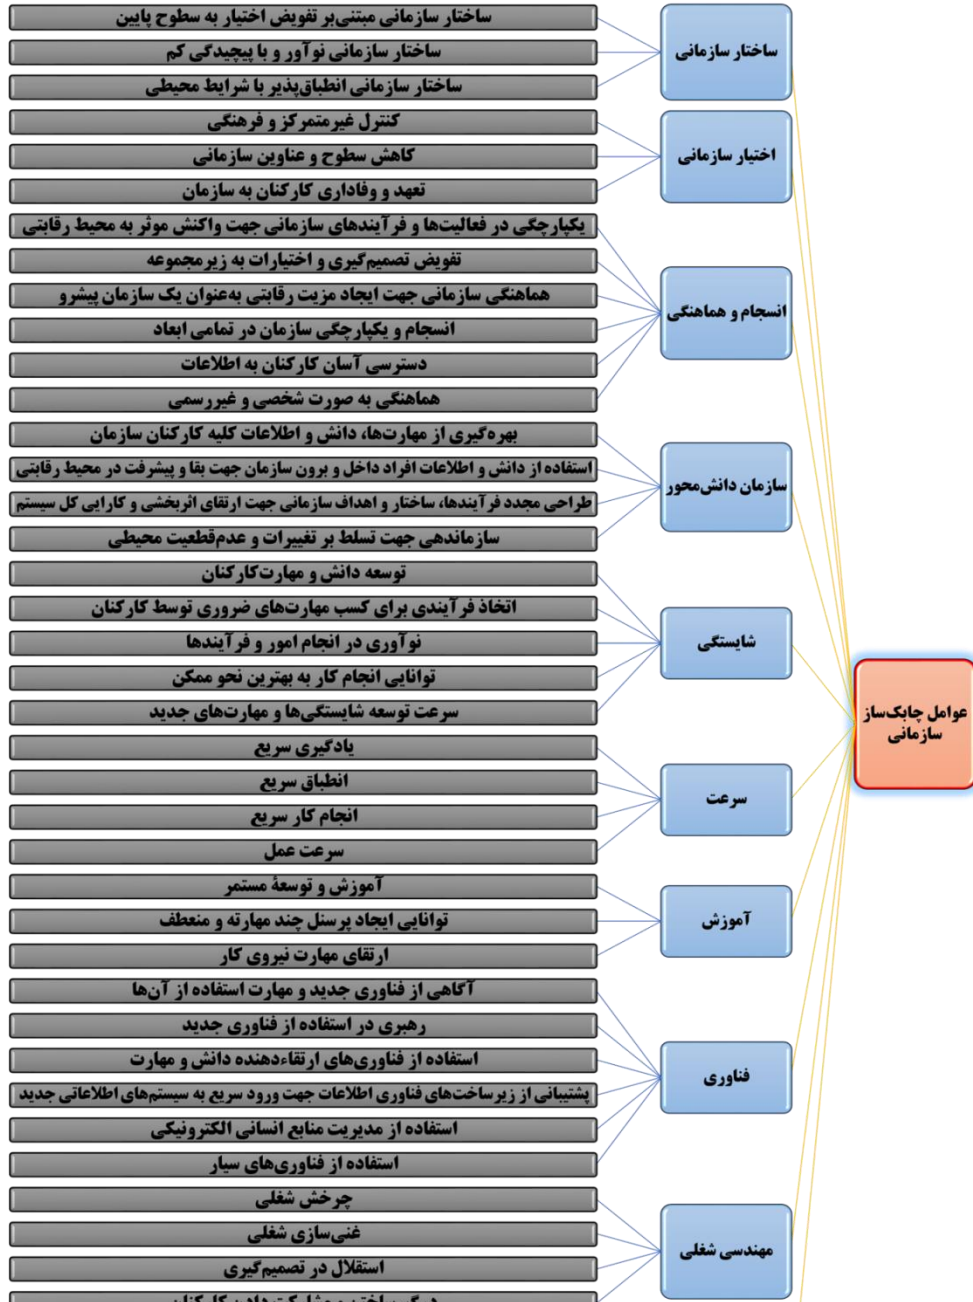 عوامل چابک‌ساز
سازمانی
ساختار سازمانی
ساختار سازمانی مبتنی‌بر تفویض اختیار به سطوح پایین
ساختار سازمانی نوآور و با پیچیدگی کم
ساختار سازمانی انطباق‌پذیر با شرایط محیطی
اختیار سازمانی
کنترل غیرمتمرکز و فرهنگی
کاهش سطوح و عناوین سازمانی
تعهد و وفاداری کارکنان به سازمان
انسجام و هماهنگی
یکپارچگی در فعالیت‌ها و فرآیندهای سازمانی جهت واکنش موثر به محیط رقابتی
تفویض تصمیم‌گیری و اختیارات به زیرمجموعه
هماهنگی سازمانی جهت ایجاد مزیت رقابتی به‌عنوان یک سازمان پیشرو
انسجام و یکپارچگی سازمان در تمامی ابعاد
دسترسی آسان کارکنان به اطلاعات
هماهنگی به صورت شخصی و غیررسمی
سازمان دانش‌محور
بهره‌گیری از مهارت‌ها، دانش و اطلاعات کلیه کارکنان سازمان
استفاده از دانش و اطلاعات افراد داخل و برون سازمان جهت بقا و پیشرفت در محیط رقابتی
طراحی مجدد فرآیندها، ساختار و اهداف سازمانی جهت ارتقای اثربخشی و کارایی کل سیستم
سازماندهی جهت تسلط بر تغییرات و عدم‌قطعیت محیطی
شایستگی
توسعه دانش و مهارت‌کارکنان
اتخاذ فرآیندی برای کسب مهارت‌های ضروری توسط کارکنان
نوآوری در انجام امور و فرآیندها
توانایی انجام کار به بهترین نحو ممکن
سرعت توسعه شایستگی‌ها و مهارت‌های جدید
سرعت
یادگیری سریع
انطباق سریع
انجام کار سریع
سرعت عمل
آموزش
آموزش و توسعهٔ مستمر
توانایی ایجاد پرسنل چند مهارته و منعطف
ارتقای مهارت نیروی کار
فناوری
آگاهی از فناوری جدید و مهارت استفاده از آن‌ها
رهبری در استفاده از فناوری جدید
استفاده از فناوری‌های ارتقاءدهنده دانش و مهارت
پشتیبانی از زیرساخت‌های فناوری اطلاعات جهت ورود سریع به سیستم‌های اطلاعاتی جدید
استفاده از مدیریت منابع انسانی الکترونیکی
استفاده از فناوری‌های سیار
مهندسی شغلی
چرخش شغلی
غنی‌سازی شغلی
استقلال در تصمیم‌گیری